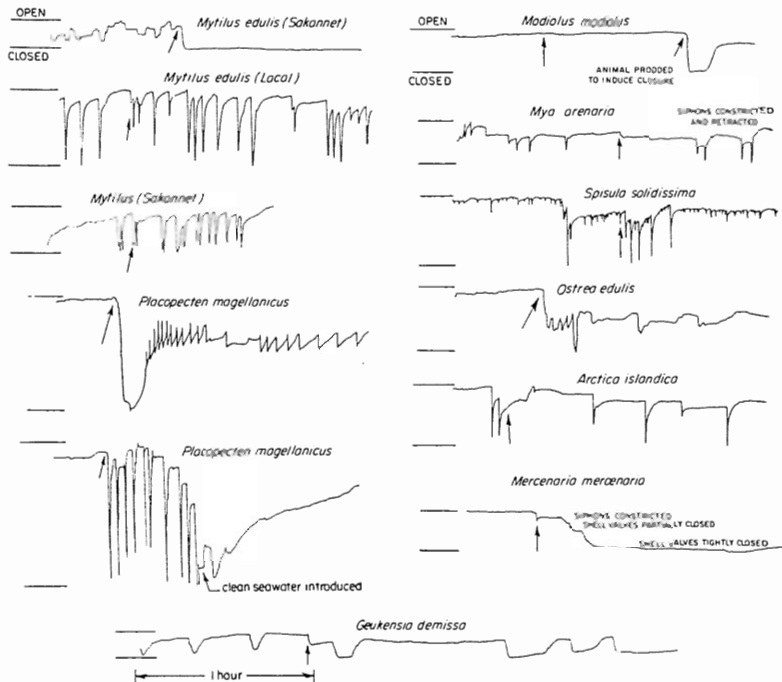 OPEN
CLOSED
Mytilus edulis (Sakonnet)
Mytilus edulis (Local)
Mytilus (Sakonnet)
Placopecten magellanicus
Placopecten magellanicus
clean seawater introduced
OPEN
CLOSED
Modiolus modiolus
ANIMAL PRODDED
TO INDUCE CLOSURE
Mya arenaria
SIPHONS CONSTRICTED
AND RETRACTED
Spisula solidissima
Ostrea edulis
Arctica islandica
Mercenaria mercenaria
SIPHONS CONSTRICTED
SHELL VALVES PARTIALLY CLOSED
SHELL VALVES TIGHTLY CLOSED
Geukensia demissa
1 hour